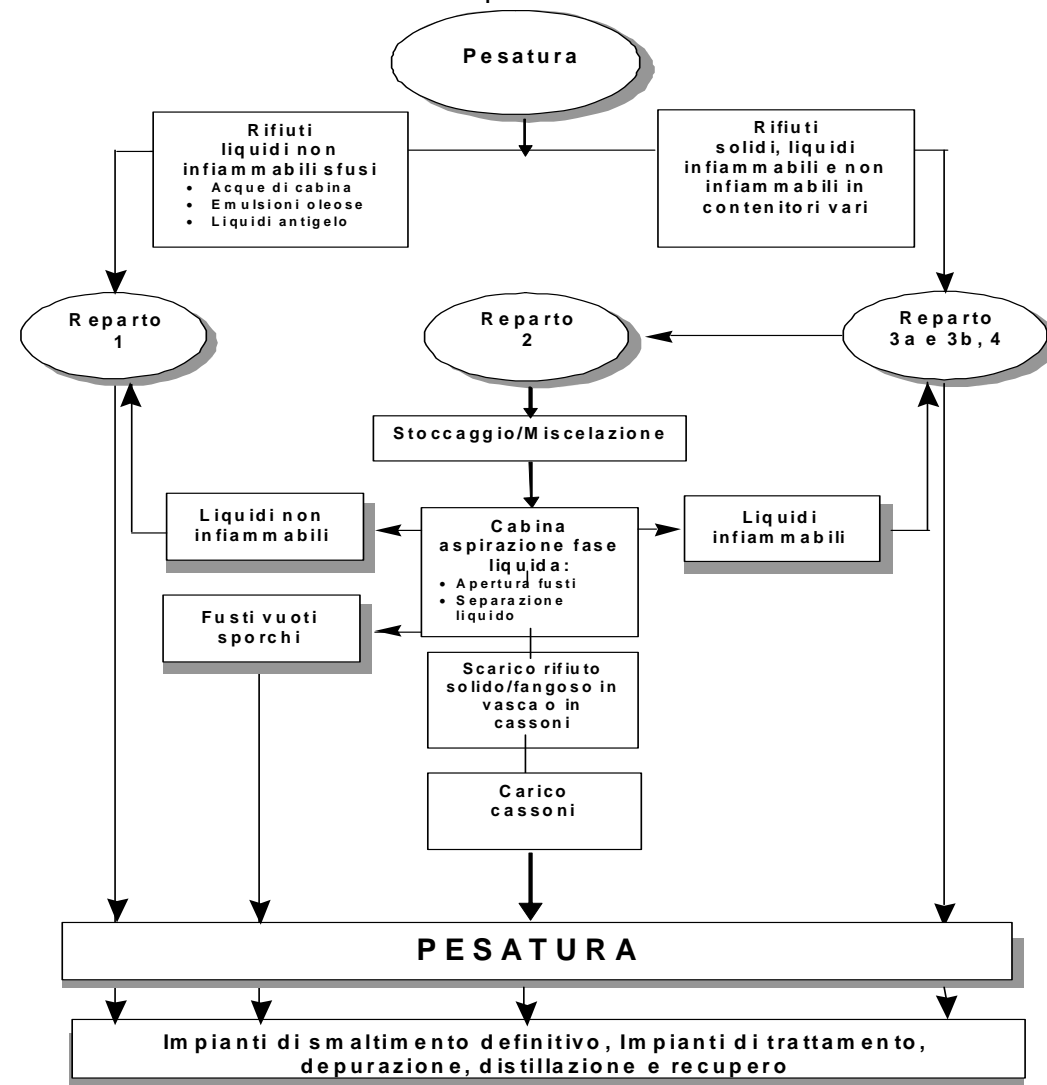 Pesatura
Rifiuti
liquidi non
infiammabili sfusi
• Acque di cabina
• Emulsioni oleose
• Liquidi antigelo
Rifiuti
solidi, liquidi
infiammabili e non
infiammabili in
contenitori vari
Reparto
1
Reparto
2
Reparto
3a e 3b, 4
Stoccaggio/Miscelazione
Liquidi non
infiammabili
Cabina
aspirazione fase
liquida:
• Apertura fusti
• Separazione
liquido
Liquidi
infiammabili
Fusti vuoti
sporchi
Scarico rifiuto
solido/fangoso in
vasca o in
cassoni
Carico
cassoni
PESATURA
Impianti di smaltimento definitivo, Impianti di trattamento,
depurazione, distillazione e recupero